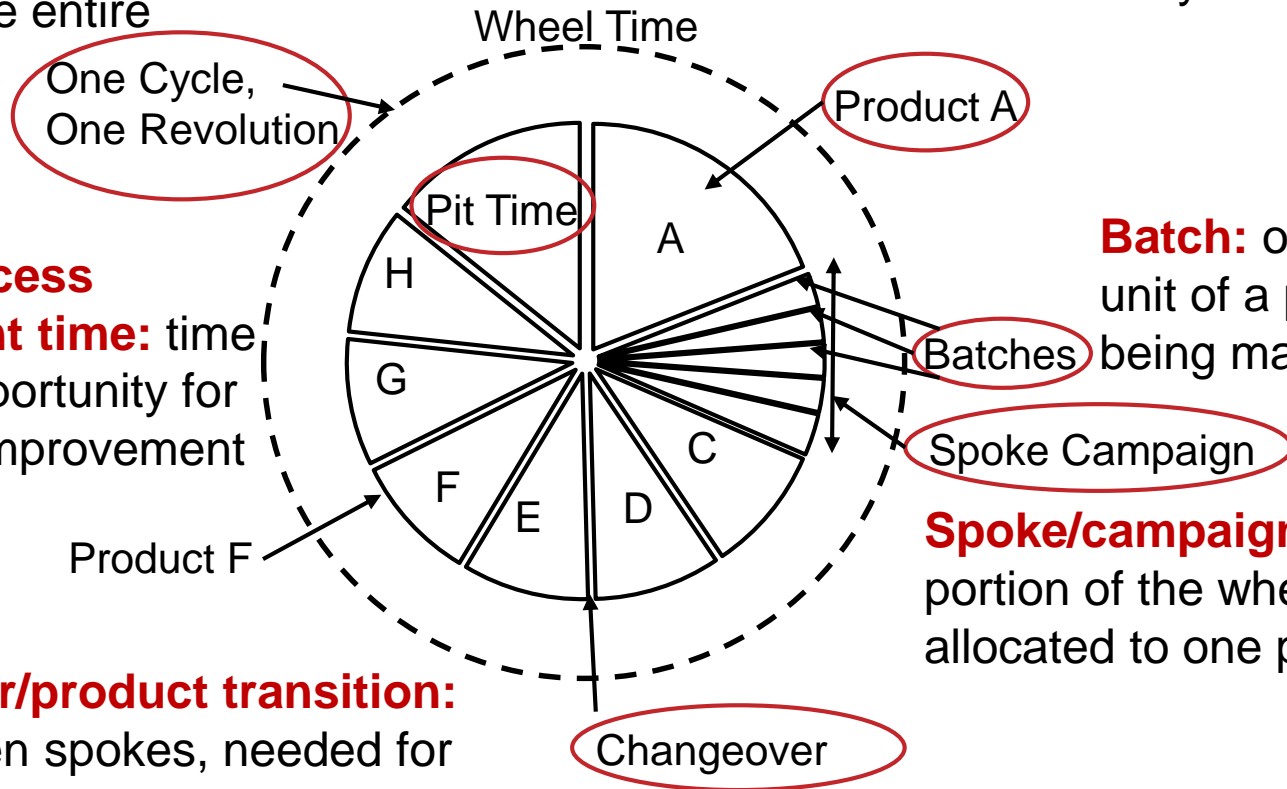 e entire
Wheel Time
One Cycle,
One Revolution
Product A
Pit Time
A
H
G
F
E
D
C
Batch: o
unit of a p
Batches
being ma
cess
nt time: time
portunity for
mprovement
Spoke Campaign
Product F
Spoke/campaign
portion of the whe
allocated to one p
r/product transition:
en spokes, needed for
Changeover